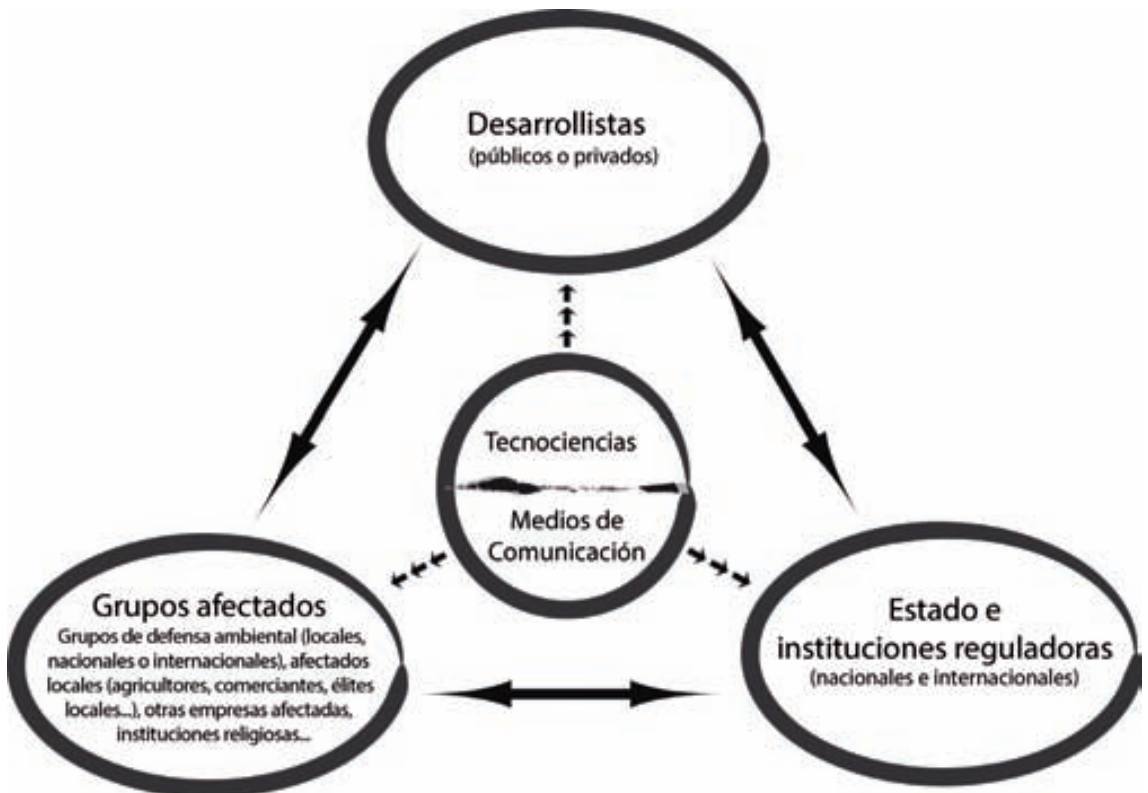 Desarrollistas
(públicos o privados)
Tecnociencias
Medios de
Comunicación
Grupos afectados
Grupos de defensa ambiental (locales,
nacionales o internacionales), afectados
locales (agricultores, comerciantes, élites
locales...), otras empresas afectadas,
instituciones religiosas...
Estado e
instituciones reguladoras
(nacionales e internacionales)